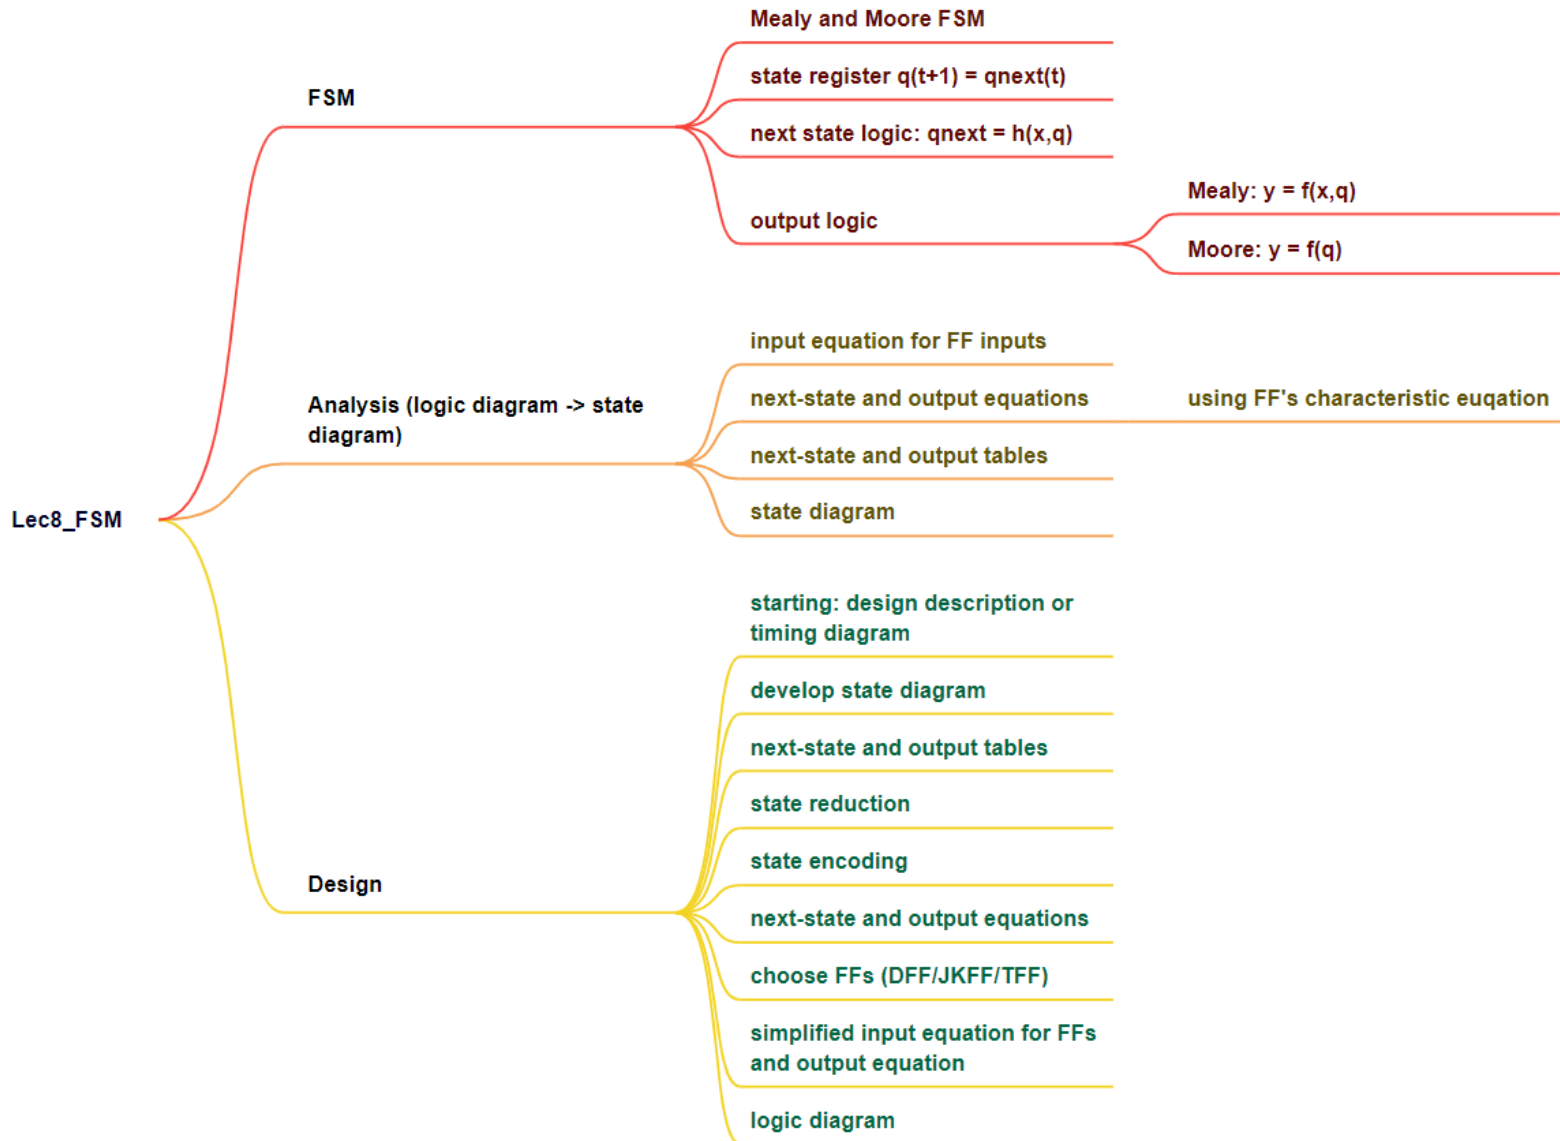 Lec8_FSM
FSM
Mealy and Moore FSM
state register q(t+1) = qnext(t)
next state logic: qnext = h(x,q)
output logic
Mealy: y = f(x,q)
Moore: y = f(q)
Analysis (logic diagram -> state
diagram)
input equation for FF inputs
next-state and output equations
using FF's characteristic euqation
next-state and output tables
state diagram
Design
starting: design description or
timing diagram
develop state diagram
next-state and output tables
state reduction
state encoding
next-state and output equations
choose FFs (DFF/JKFF/TFF)
simplified input equation for FFs
and output equation
logic diagram